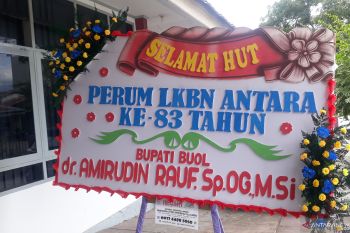 SELAMAT HUT
PERUM LKBN ANTARA
KE-83 TAHUN
BUPATI BUOL
dr. AMIRUDIN RAUF, Sp.OG, M.Si